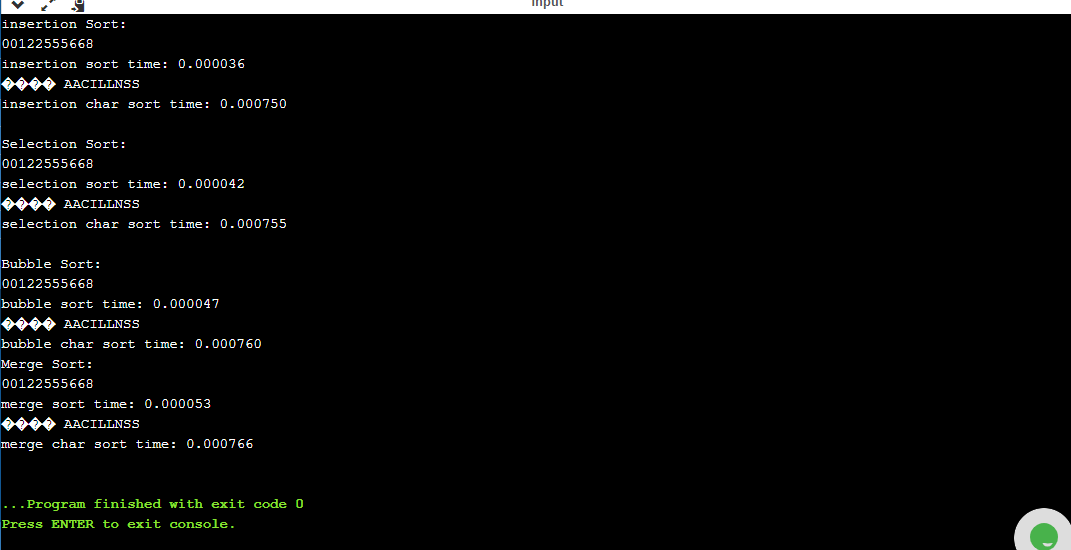 input
insertion Sort:
00122555668
insertion sort time: 0.000036
���� AACILLNSS
insertion char sort time: 0.000750
Selection Sort:
00122555668
selection sort time: 0.000042
���� AACILLNSS
selection char sort time: 0.000755
Bubble Sort:
00122555668
bubble sort time: 0.000047
���� AACILLNSS
bubble char sort time: 0.000760
Merge Sort:
00122555668
merge sort time: 0.000053
���� AACILLNSS
merge char sort time: 0.000766
...Program finished with exit code 0
Press ENTER to exit console.